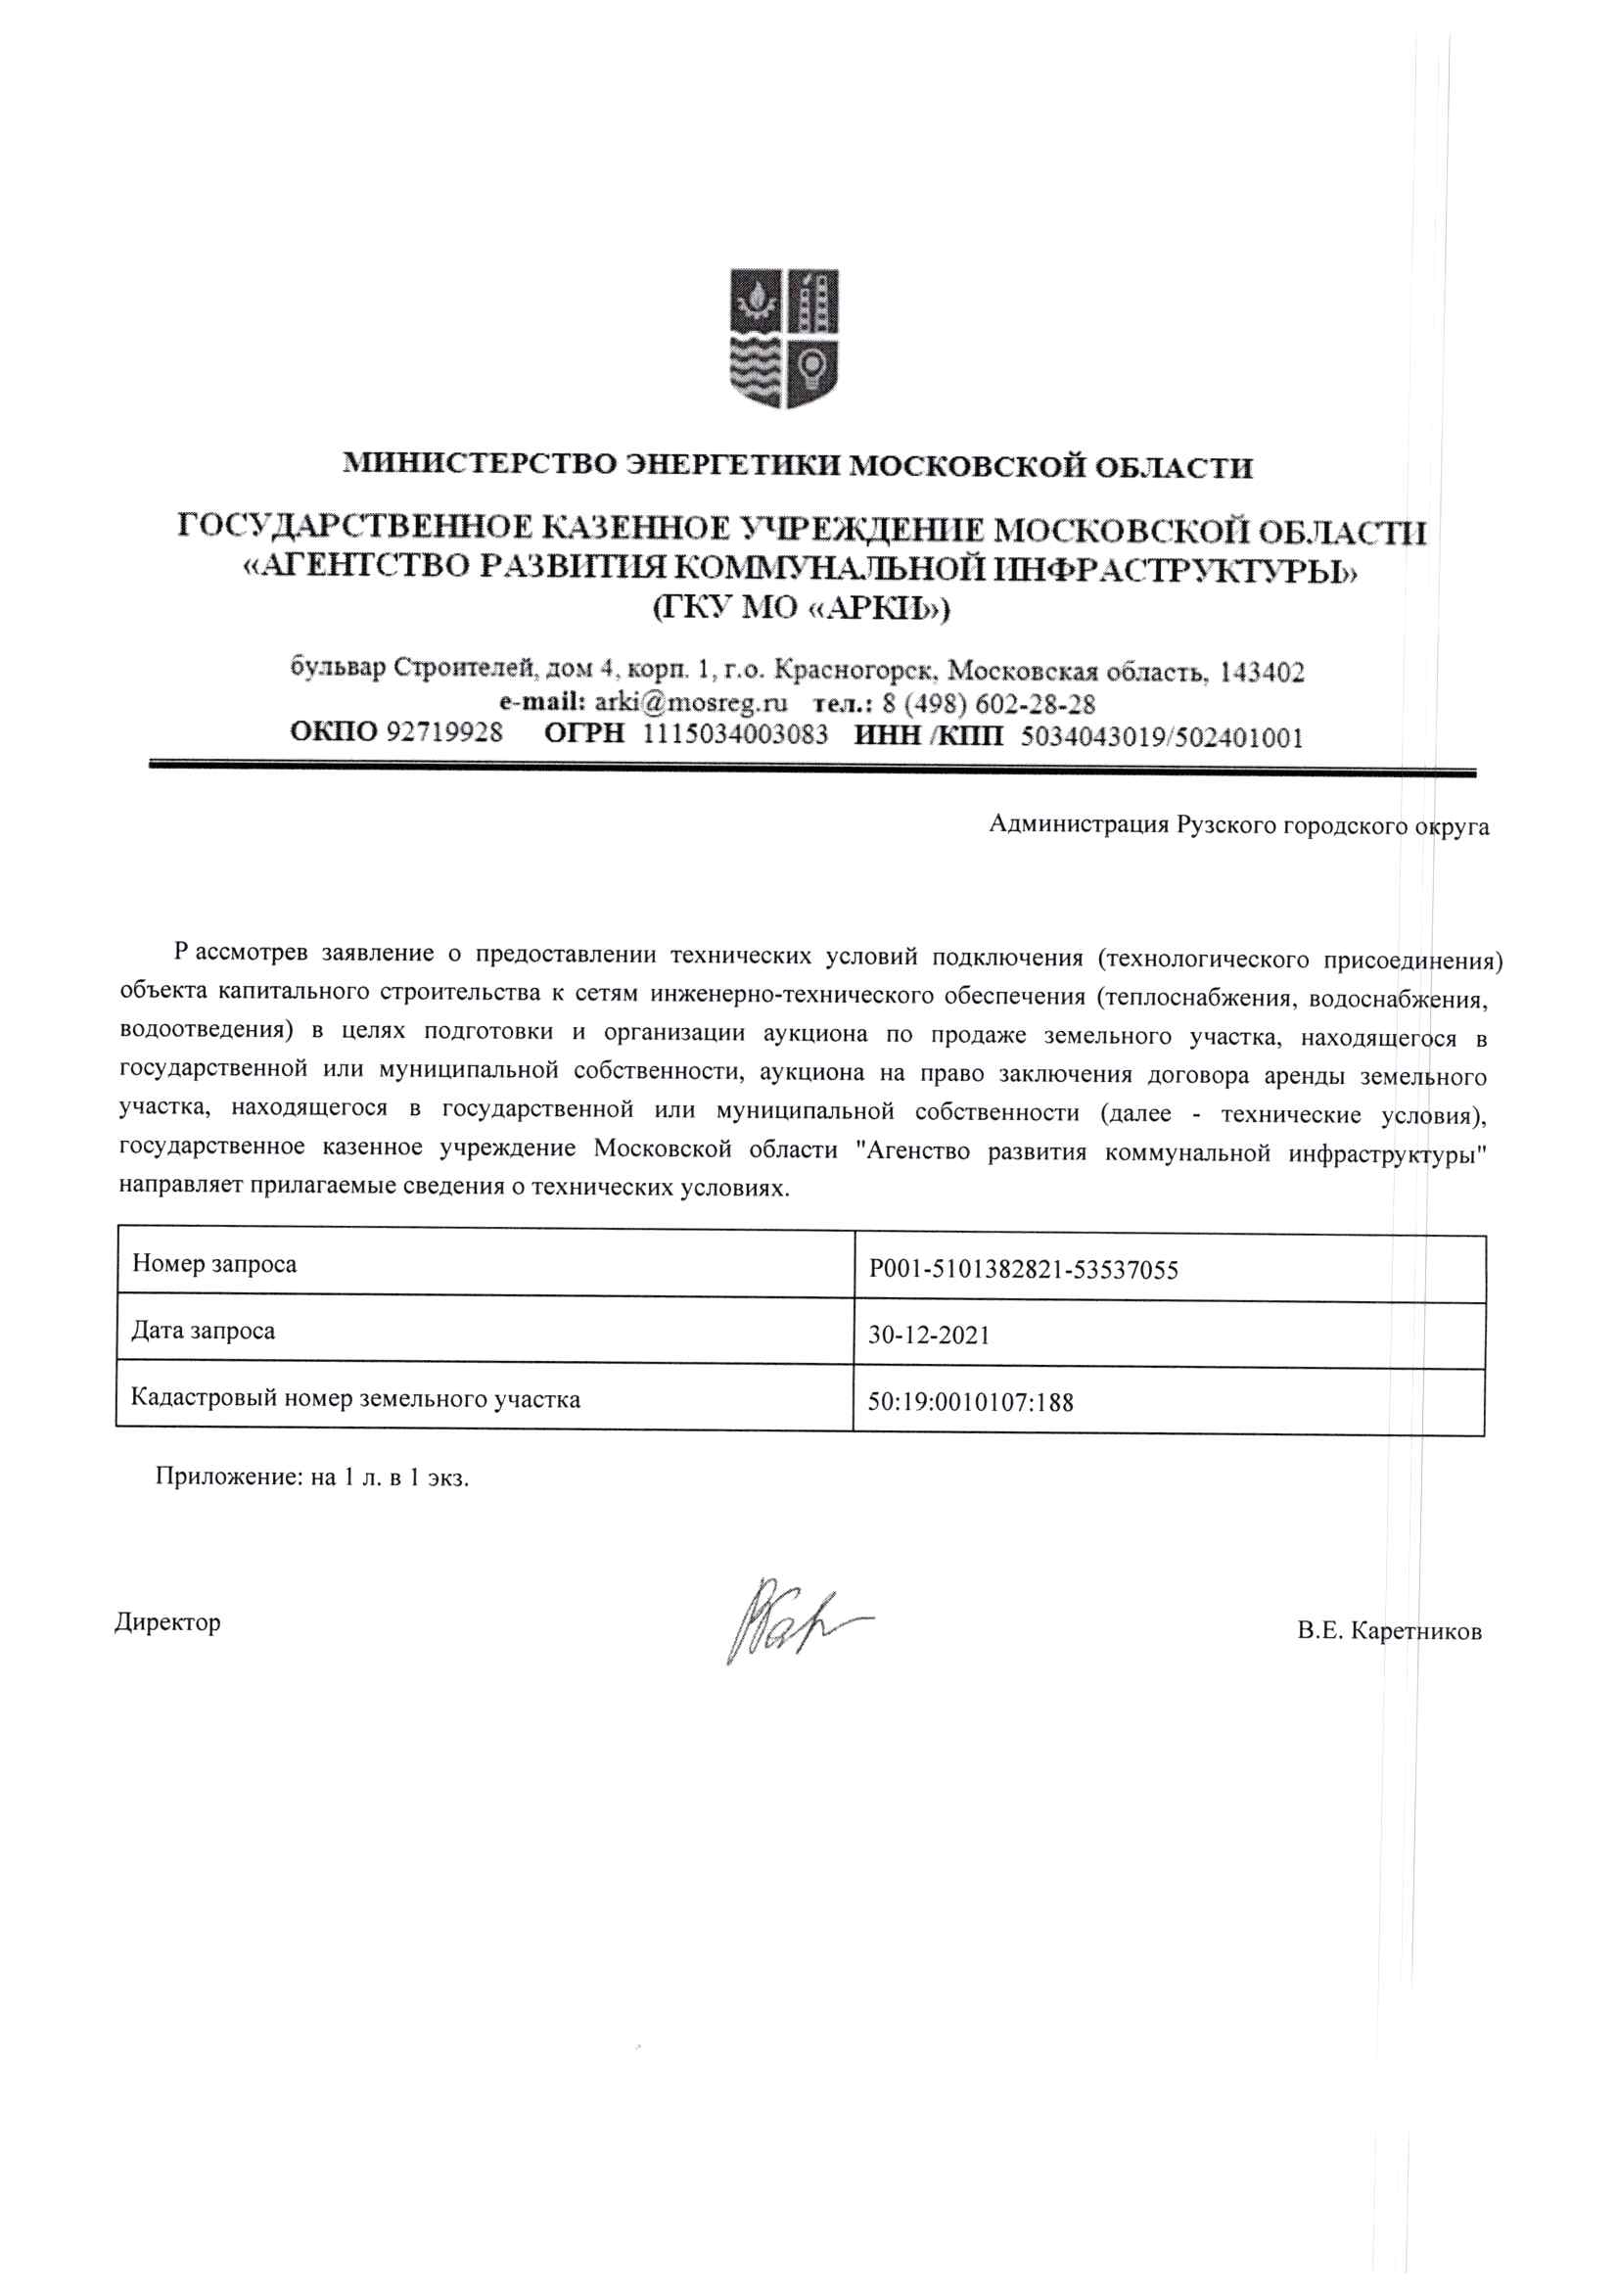 МИНИСТЕРСТВО ЭНЕРГЕТИКИ МОСКОВСКОЙ ОБЛАСТИ
ГОСУДАРСТВЕННОЕ КАЗЕННОЕ УЧРЕЖДЕНИЕ МОСКОВСКОЙ ОБЛАСТИ
«АГЕНТСТВО РАЗВИТИЯ КОММУНАЛЬНОЙ ИНФРАСТРУКТУРЫ»
(ГКУ МО «АРКИ»)
бульвар Строителей, дом 4, корп. 1, г.о. Красногорск, Московская область, 143402
e-mail: arki@mosreg.ru тел.: 8 (498) 602-28-28
ОКПО 92719928 ОГРН 1115034003083 ИНН /КПП 5034043019/502401001
Администрация Рузского городского округа
Р ассмотрев заявление о предоставлении технических условий подключения (технологического присоединения)
объекта капитального строительства к сетям инженерно-технического обеспечения (теплоснабжения, водоснабжения,
водоотведения) в целях подготовки и организации аукциона по продаже земельного участка, находящегося в
государственной или муниципальной собственности, аукциона на право заключения договора аренды земельного
участка, находящегося в государственной или муниципальной собственности (далее - технические условия),
государственное казенное учреждение Московской области "Агенство развития коммунальной инфраструктуры"
направляет прилагаемые сведения о технических условиях.
Номер запроса P001-5101382821-53537055
Дата запроса 30-12-2021
Кадастровый номер земельного участка 50:19:0010107:188
Приложение: на 1 л. в 1 экз.
Директор В.Е. Каретников